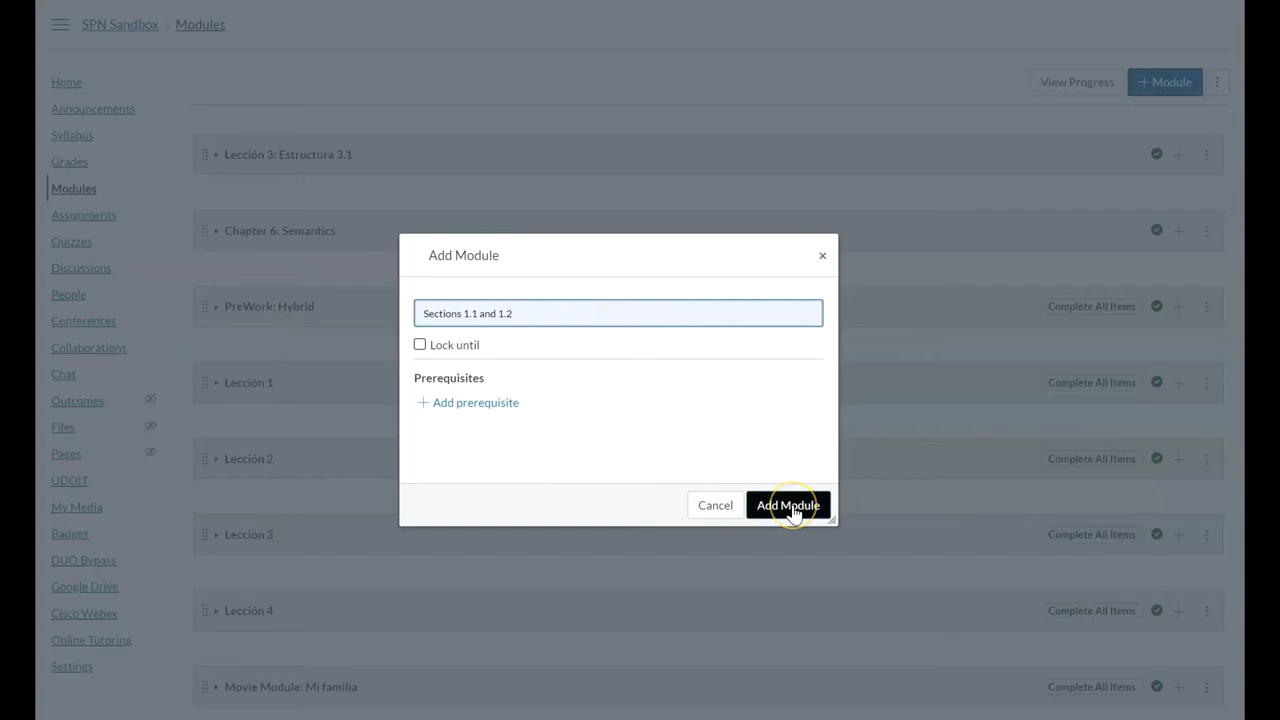 SPN Sandbox › Modules
View Progress
+ Module
Home
Announcements
Syllabus
Grades
Modules
Assignments
Quizzes
Discussions
People
Conferences
Collaborations
Chat
Outcomes
Files
Pages
UDOIT
My Media
Badges
DUO Bypass
Google Drive
Cisco Webex
Online Tutoring
Settings
Lección 3: Estructura 3.1
Chapter 6: Semantics
PreWork: Hybrid
Complete All Items
Lección 1
Complete All Items
Lección 2
Complete All Items
Lección 3
Complete All Items
Lección 4
Complete All Items
Movie Module: Mi familia
Complete All Items
Add Module
Sections 1.1 and 1.2
Lock until
Prerequisites
+ Add prerequisite
Cancel
Add Module